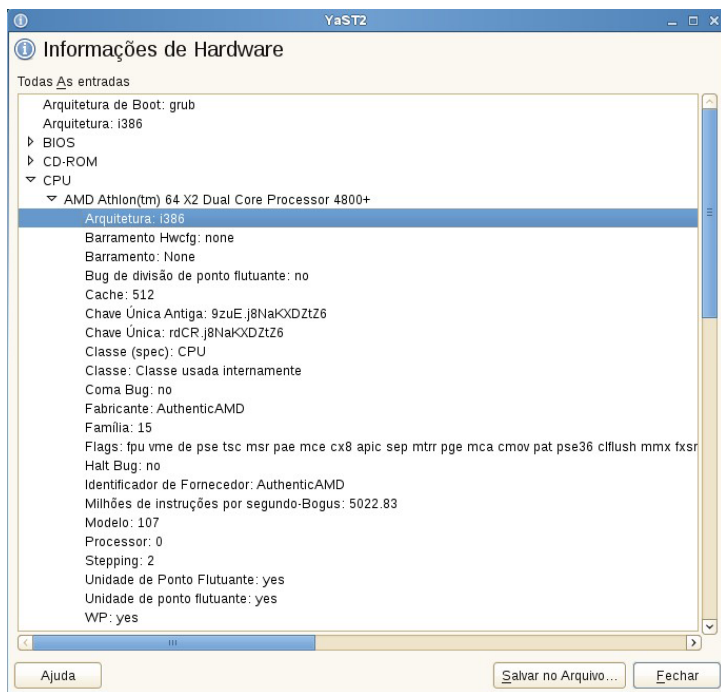 YaST2
Informações de Hardware
Todas As entradas
Arquitetura de Boot: grub
Arquitetura: i386
BIOS
CD-ROM
CPU
AMD Athlon(tm) 64 X2 Dual Core Processor 4800+
Arquitetura: i386
Barramento Hwcfg: none
Barramento: None
Bug de divisão de ponto flutuante: no
Cache: 512
Chave Única Antiga: 9zuE.j8NaKXDZtZ6
Chave Única: rdCR.j8NaKXDZtZ6
Classe (spec): CPU
Classe: Classe usada internamente
Coma Bug: no
Fabricante: AuthenticAMD
Família: 15
Flags: fpu vme de pse tsc msr pae mce cx8 apic sep mtrr pge mca cmov pat pse36 clflush mmx fxsr
Halt Bug: no
Identificador de Fornecedor: AuthenticAMD
Milhões de instruções por segundo-Bogus: 5022.83
Modelo: 107
Processor: 0
Stepping: 2
Unidade de Ponto Flutuante: yes
Unidade de ponto flutuante: yes
WP: yes
Ajuda
Salvar no Arquivo...
Fechar